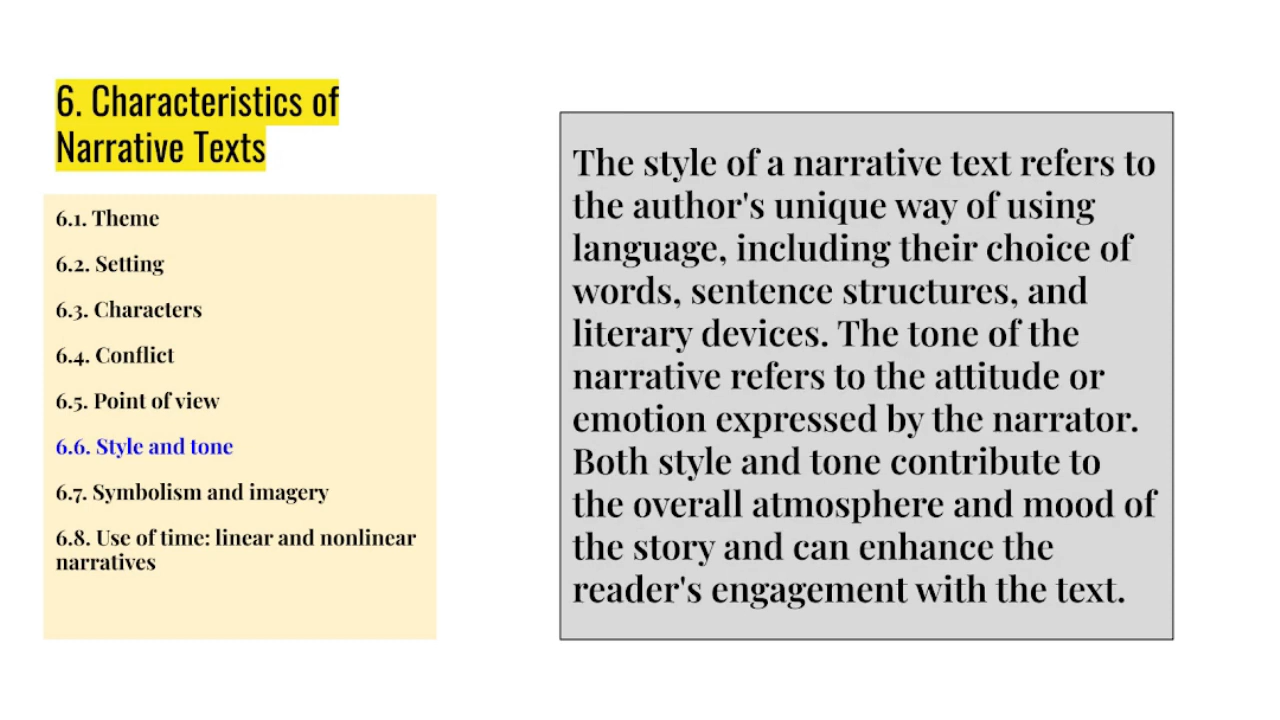 6. Characteristics of
Narrative Texts
6.1. Theme
6.2. Setting
6.3. Characters
6.4. Conflict
6.5. Point of view
6.6. Style and tone
6.7. Symbolism and imagery
6.8. Use of time: linear and nonlinear
narratives
The style of a narrative text refers to
the author's unique way of using
language, including their choice of
words, sentence structures, and
literary devices. The tone of the
narrative refers to the attitude or
emotion expressed by the narrator.
Both style and tone contribute to
the overall atmosphere and mood of
the story and can enhance the
reader's engagement with the text.